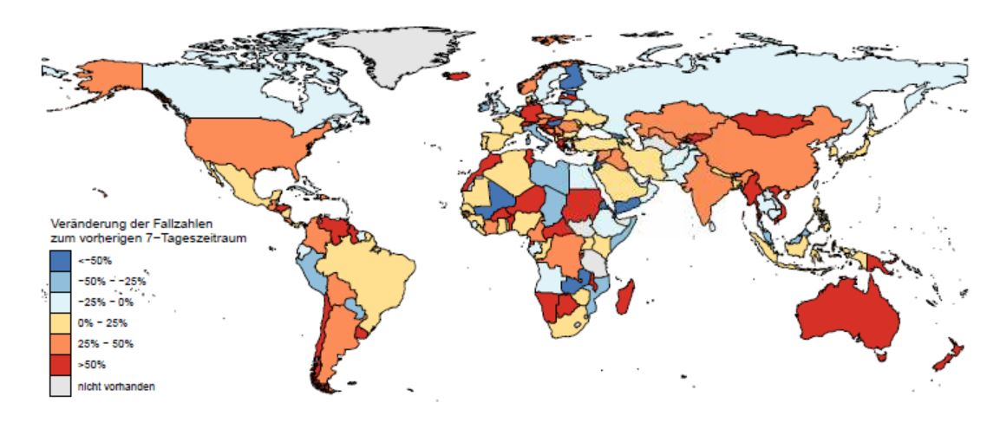 Veränderung der Fallzahlen
zum vorherigen 7−Tageszeitraum
<−50%
−50% − −25%
−25% − 0%
0% − 25%
25% − 50%
>50%
nicht vorhanden